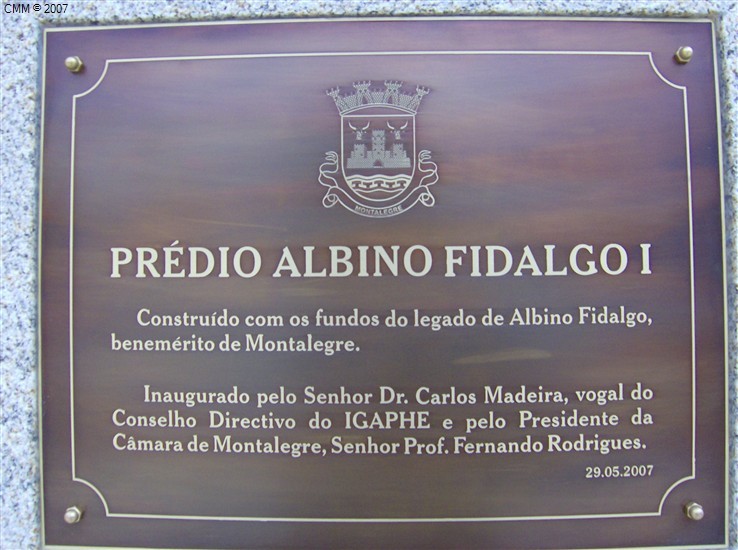 CMM © 2007
MONTALEGRE
PRÉDIO ALBINO FIDALGO I
Construído com os fundos do legado de Albino Fidalgo,
benemérito de Montalegre.
Inaugurado pelo Senhor Dr. Carlos Madeira, vogal do
Conselho Directivo do IGAPHE e pelo Presidente da
Câmara de Montalegre, Senhor Prof. Fernando Rodrigues.
29.05.2007